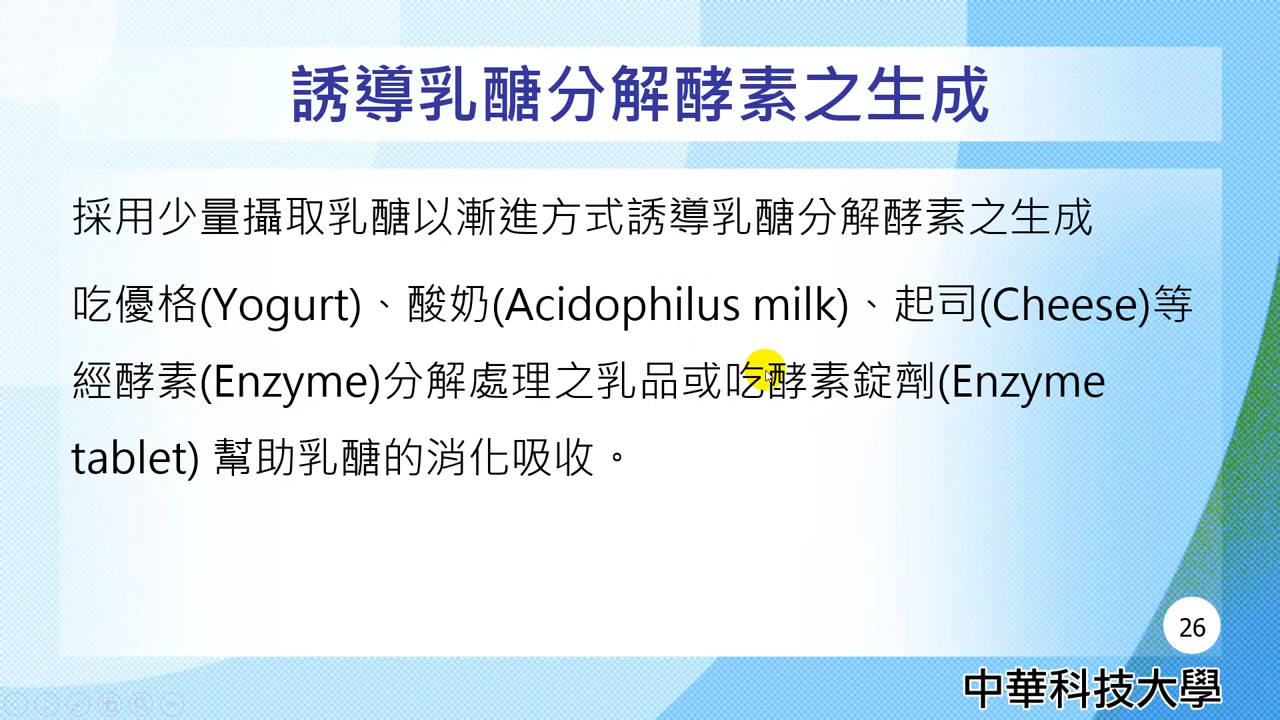 誘導乳醣分解酵素之生成
採用少量攝取乳醣以漸進方式誘導乳醣分解酵素之生成
吃優格(Yogurt)、酸奶(Acidophilus milk)、起司(Cheese)等
經酵素(Enzyme)分解處理之乳品或吃酵素錠劑(Enzyme
tablet) 幫助乳醣的消化吸收。
26
中華科技大學